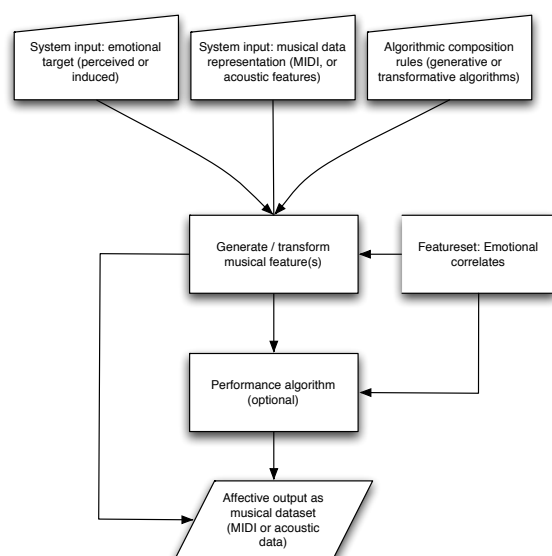 System input: emotional
target (perceived or
induced)
System input: musical data
representation (MIDI, or
acoustic features)
Algorithmic composition
rules (generative or
transformative algorithms)
Generate / transform
musical feature(s)
Featureset: Emotional
correlates
Performance algorithm
(optional)
Affective output as
musical dataset
(MIDI or acoustic
data)